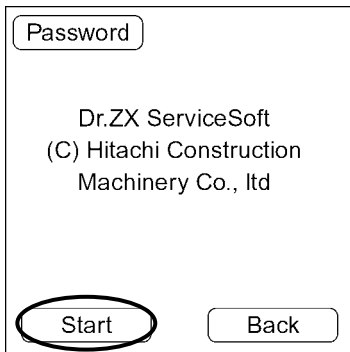 Password
Dr.ZX ServiceSoft
(C) Hitachi Construction
Machinery Co., ltd
Start
Back